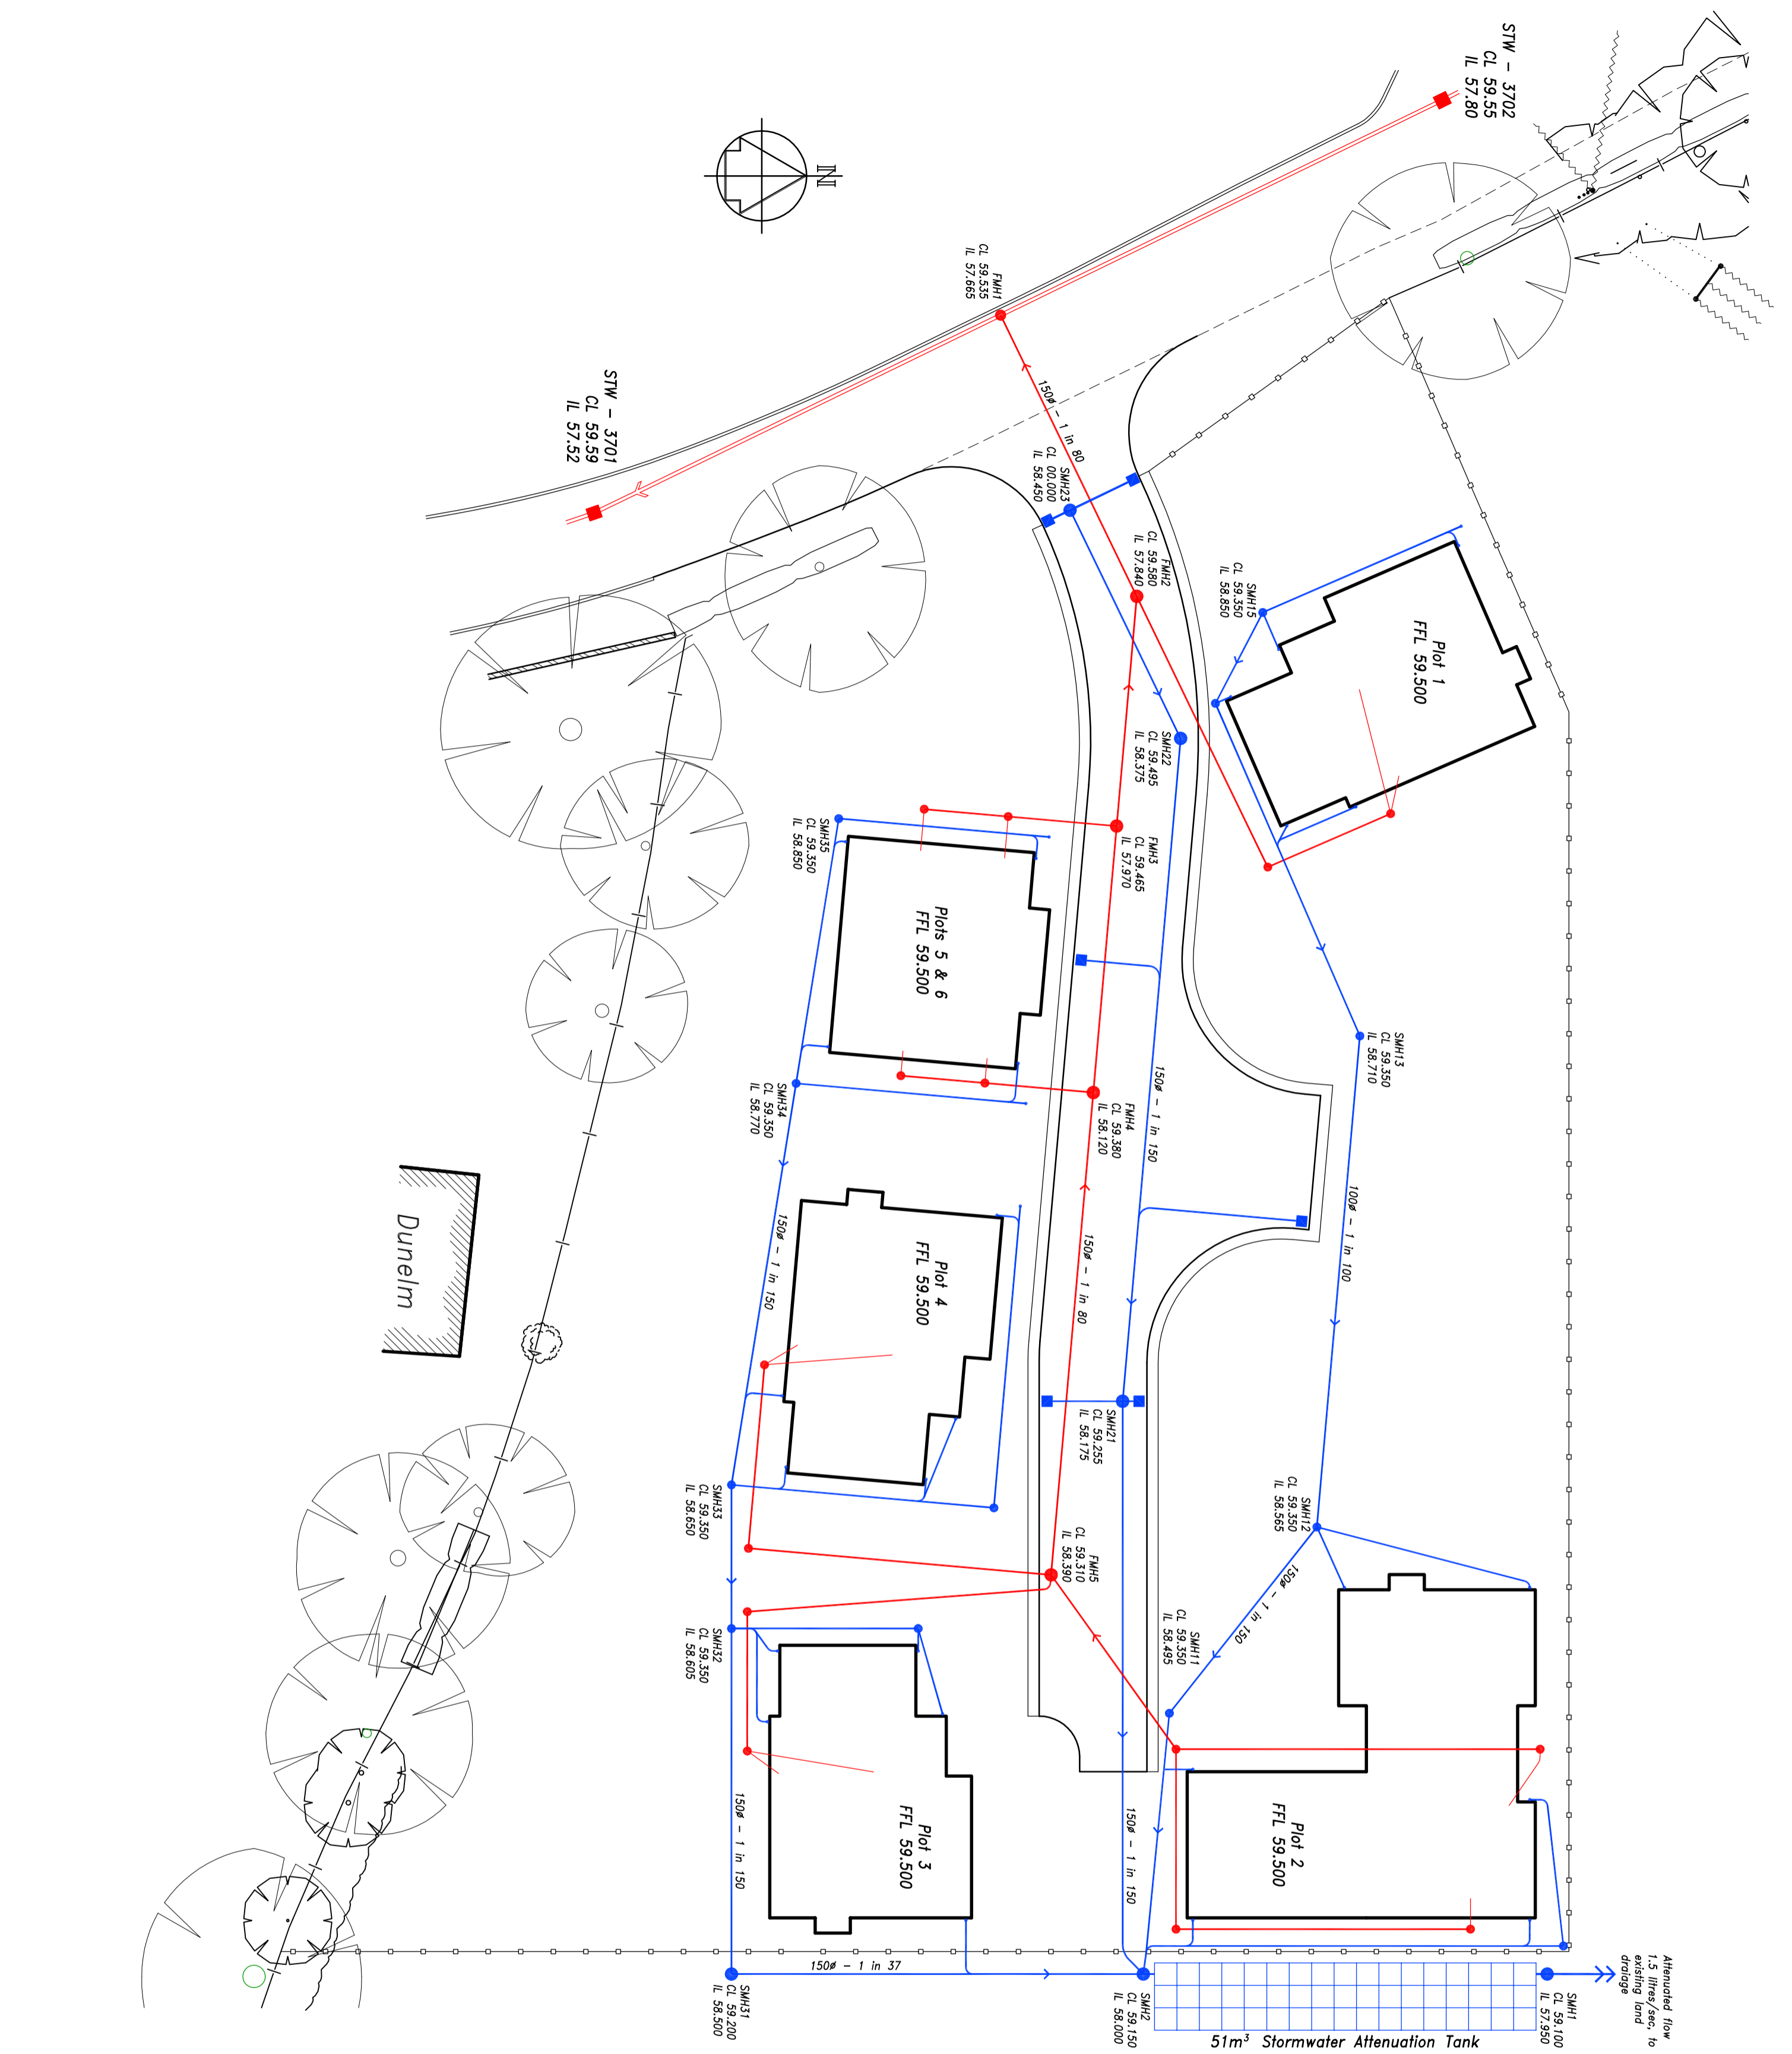 STW - 3702
CL 59.55
IL 57.80
N
FMH1
CL 59.535
IL 57.665
STW - 3701
CL 59.59
IL 57.52
150ø - 1 in 80
SMH23
CL 00.000
IL 58.450
FMH2
CL 59.580
IL 57.840
SMH15
CL 59.350
IL 58.850
Plot 1
FFL 59.500
SMH22
CL 59.495
IL 58.375
FMH3
CL 59.465
IL 57.970
SMH35
CL 59.350
IL 58.850
Plots 5 & 6
FFL 59.500
SMH13
CL 59.350
IL 58.710
150ø - 1 in 150
SMH34
CL 59.350
IL 58.770
FMH4
CL 59.380
IL 58.120
100ø - 1 in 100
Dunelm
150ø - 1 in 150
Plot 4
FFL 59.500
150ø - 1 in 80
SMH21
CL 59.255
IL 58.175
SMH33
CL 59.350
IL 58.650
SMH12
CL 59.350
IL 58.565
FMH5
CL 59.310
IL 58.390
150ø - 1 in 150
SMH11
CL 59.350
IL 58.495
SMH32
CL 59.350
IL 58.605
150ø - 1 in 150
Plot 3
FFL 59.500
150ø - 1 in 150
Plot 2
FFL 59.500
150ø - 1 in 37
SMH31
CL 59.200
IL 58.500
SMH2
CL 59.150
IL 58.000
51m³ Stormwater Attenuation Tank
SMH1
CL 59.100
IL 57.950
Attenuated flow
1.5 litres/sec, to
existing land
draiage